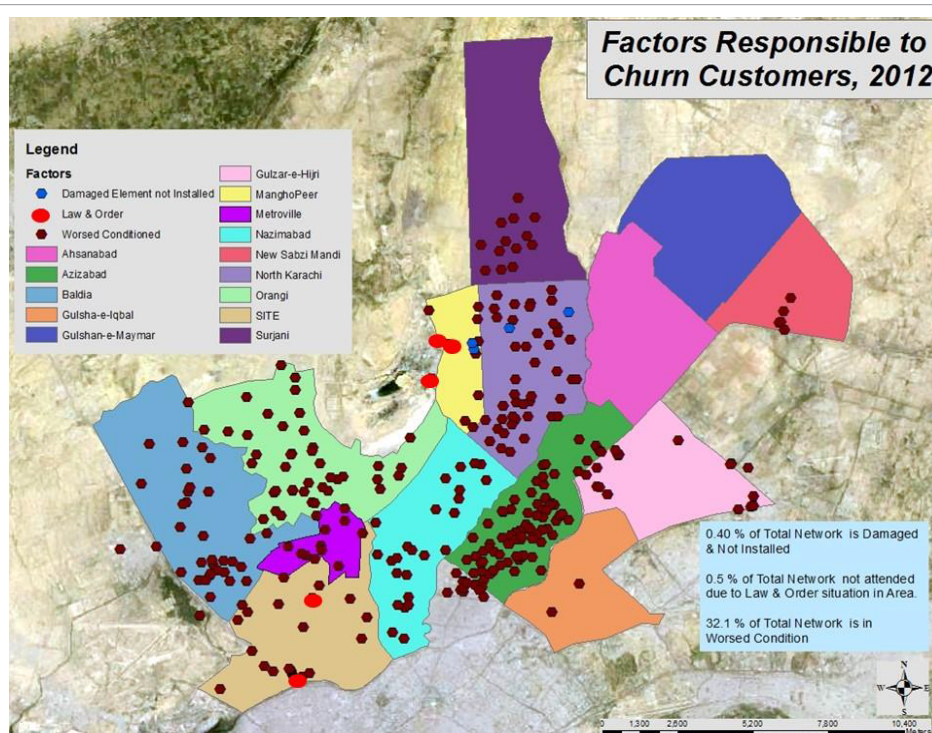 Factors Responsible to
Churn Customers, 2012
Legend
Factors
Damaged Element not Installed
Law & Order
Worsed Conditioned
Ahsanabad
Azizabad
Baldia
Gulsha-e-Iqbal
Gulshan-e-Maymar
Gulzar-e-Hijri
ManghoPeer
Metroville
Nazimabad
New Sabzi Mandi
North Karachi
Orangi
SITE
Surjani
0.40 % of Total Network is Damaged
& Not Installed
0.5 % of Total Network not attended
due to Law & Order situation in Area.
32.1 % of Total Network is in
Worsed Condition
N
W E
S
0 1,300 2,600 5,200 7,800 10,400
Meters